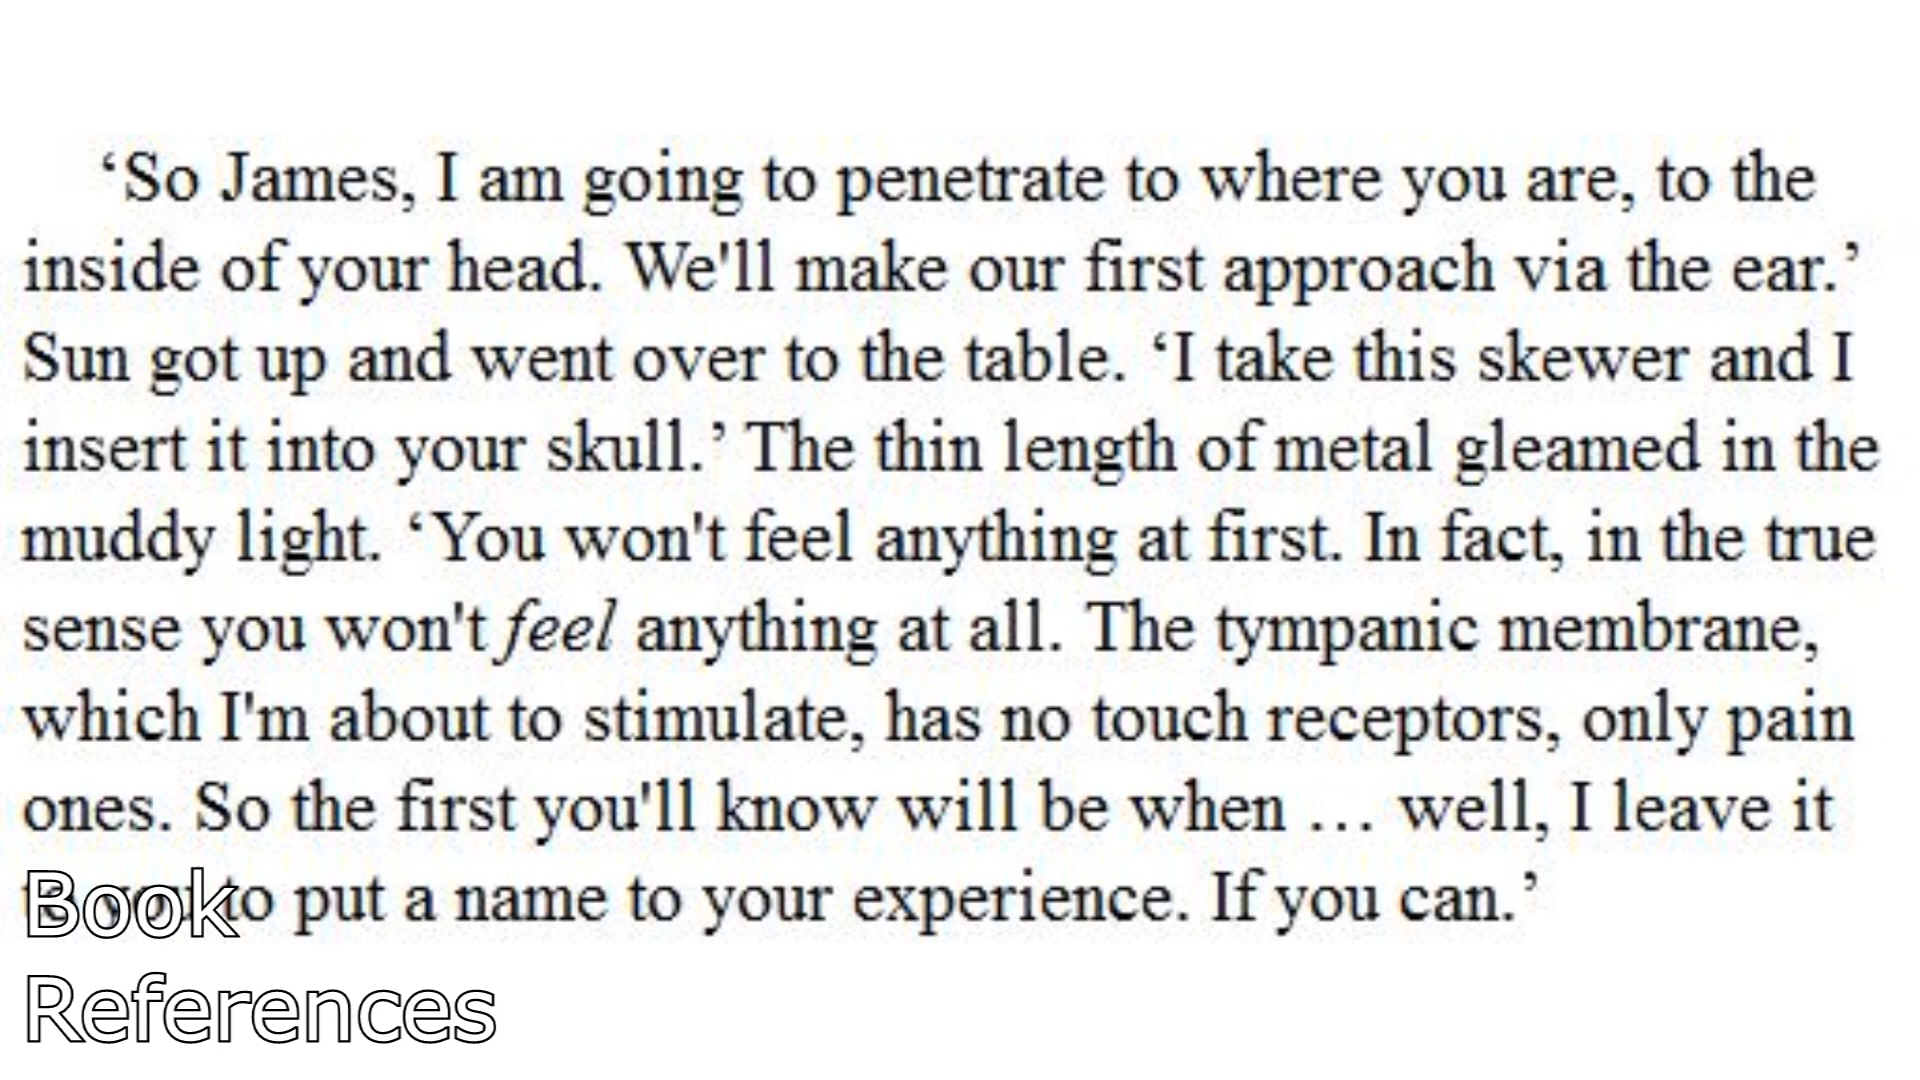 ‘So James, I am going to penetrate to where you are, to the
inside of your head. We'll make our first approach via the ear.’
Sun got up and went over to the table. ‘I take this skewer and I
insert it into your skull.’ The thin length of metal gleamed in the
muddy light. ‘You won't feel anything at first. In fact, in the true
sense you won't feel anything at all. The tympanic membrane,
which I'm about to stimulate, has no touch receptors, only pain
ones. So the first you'll know will be when … well, I leave it
to you to put a name to your experience. If you can.’
Book
References